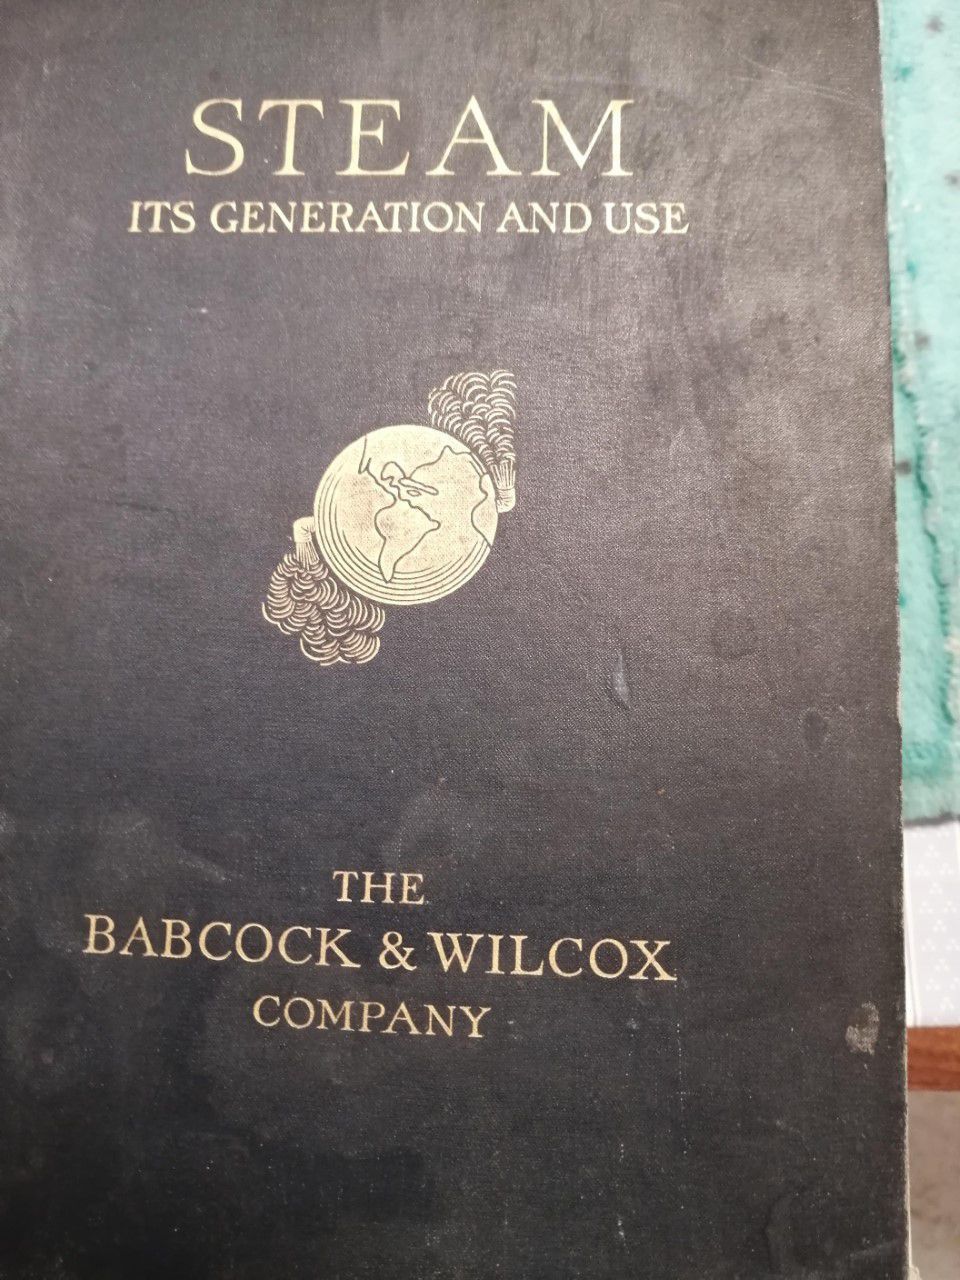 STEAM
ITS GENERATION AND USE
THE
BABCOCK & WILCOX
COMPANY